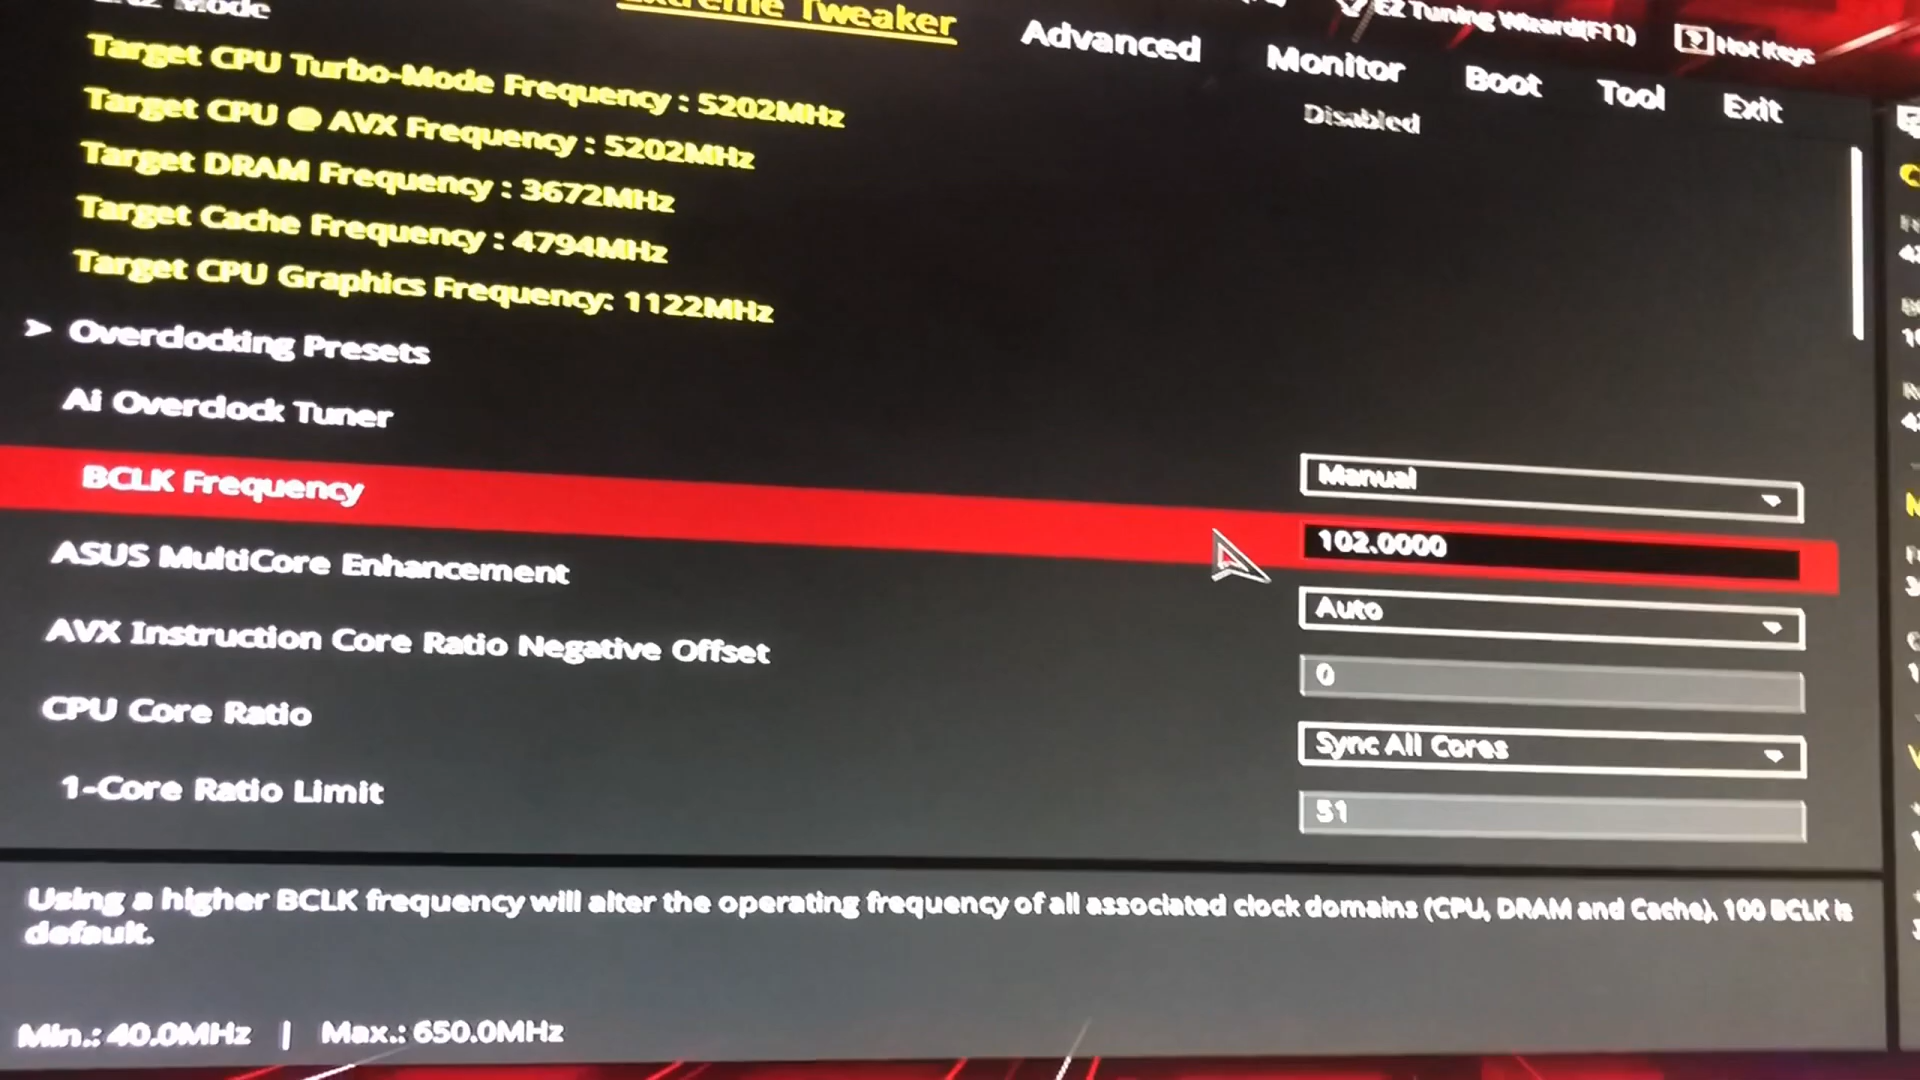 Mode
Extreme Tweaker
Advanced
Monitor
Boot
Tool
Exit
EZ Tuning Wizard(F11)
Hot Keys
Target CPU Turbo-Mode Frequency : 5202MHz
Disabled
Target CPU @ AVX Frequency : 5202MHz
Target DRAM Frequency : 3672MHz
Target Cache Frequency : 4794MHz
Target CPU Graphics Frequency: 1122MHz
Overclocking Presets
Ai Overclock Tuner
Manual
BCLK Frequency
102.0000
ASUS MultiCore Enhancement
Auto
AVX Instruction Core Ratio Negative Offset
0
CPU Core Ratio
Sync All Cores
1-Core Ratio Limit
51
Using a higher BCLK frequency will alter the operating frequency of all associated clock domains (CPU, DRAM and Cache). 100 BCLK is
default.
Min.: 40.0MHz | Max.: 650.0MHz